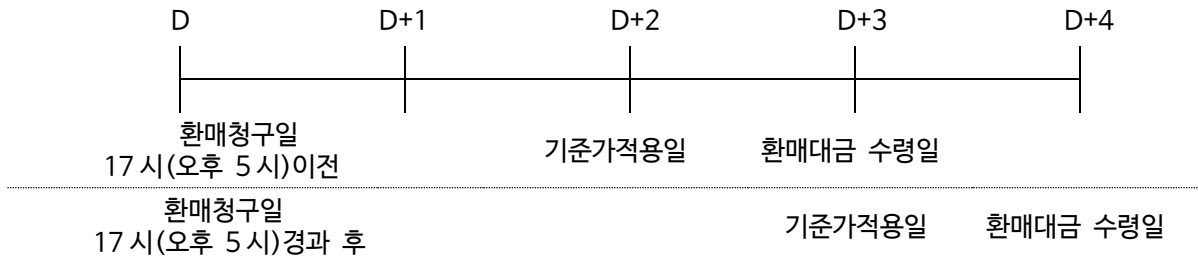 D D+1 D+2 D+3 D+4
환매청구일
17시(오후 5시)이전 기준가적용일 환매대금 수령일
환매청구일
17시(오후 5시)경과 후 기준가적용일 환매대금 수령일